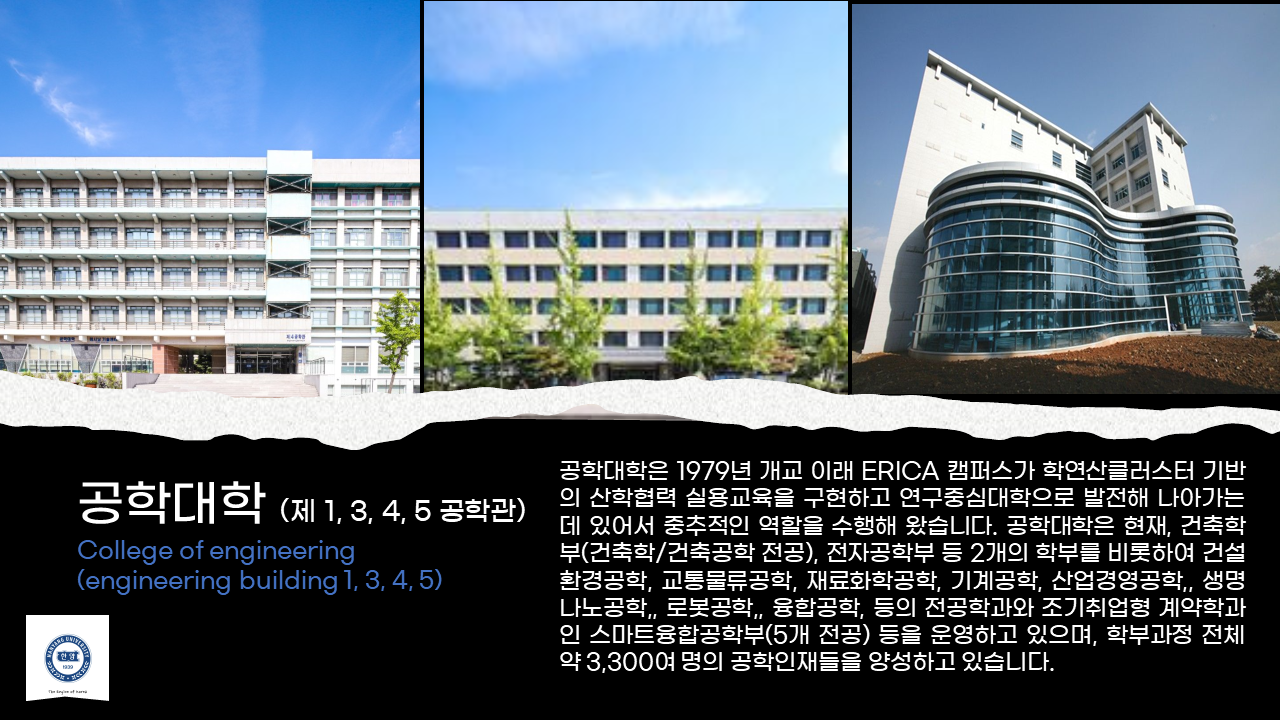 공학대학 (제 1, 3, 4, 5 공학관)
College of engineering
(engineering building 1, 3, 4, 5)
공학대학은 1979년 개교 이래 ERICA 캠퍼스가 학연산클러스터 기반
의 산학협력 실용교육을 구현하고 연구중심대학으로 발전해 나아가는
데 있어서 중추적인 역할을 수행해 왔습니다. 공학대학은 현재, 건축학
부(건축학/건축공학 전공), 전자공학부 등 2개의 학부를 비롯하여 건설
환경공학, 교통물류공학, 재료화학공학, 기계공학, 산업경영공학,, 생명
나노공학,, 로봇공학,, 융합공학, 등의 전공학과와 조기취업형 계약학과
인 스마트융합공학부(5개 전공) 등을 운영하고 있으며, 학부과정 전체
약 3,300여 명의 공학인재들을 양성하고 있습니다.
HANYANG UNIVERSITY
한양
1939
The Engine of Korea